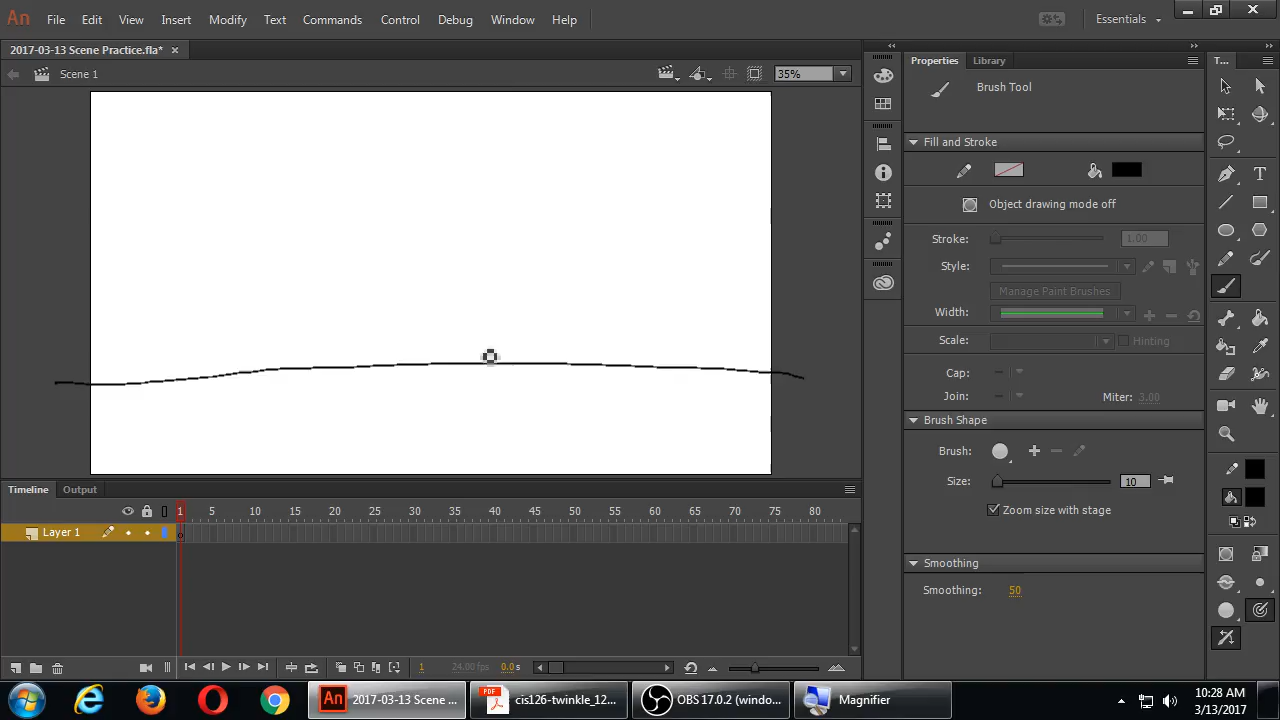 An File Edit View Insert Modify Text Commands Control Debug Window Help Essentials
2017-03-13 Scene Practice.fla* ×
Scene 1 35%
Properties Library T...
Brush Tool
Fill and Stroke
Object drawing mode off
Stroke: 1.00
Style:
Manage Paint Brushes
Width:
Scale: Hinting
Cap:
Join: Miter: 3.00
Brush Shape
Brush:
Size: 10
Zoom size with stage
Smoothing
Smoothing: 50
Timeline Output
1 5 10 15 20 25 30 35 40 45 50 55 60 65 70 75 80
Layer 1
1 24.00 fps 0.0 s
An 2017-03-13 Scene ... PDF cis126-twinkle_12... OBS 17.0.2 (windo... Magnifier
10:28 AM
3/13/2017